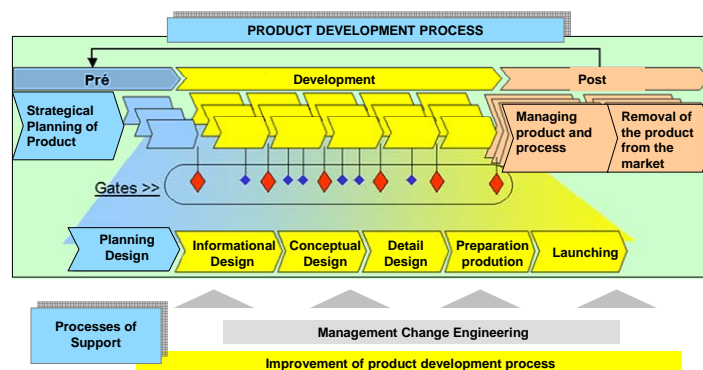 PRODUCT DEVELOPMENT PROCESS
Pré
Development
Post
Strategical
Planning of
Product
Managing
product and
process
Removal of
the product
from the
market
Gates >>
Planning
Design
Informational
Design
Conceptual
Design
Detail
Design
Preparation
prodution
Launching
Processes of
Support
Management Change Engineering
Improvement of product development process